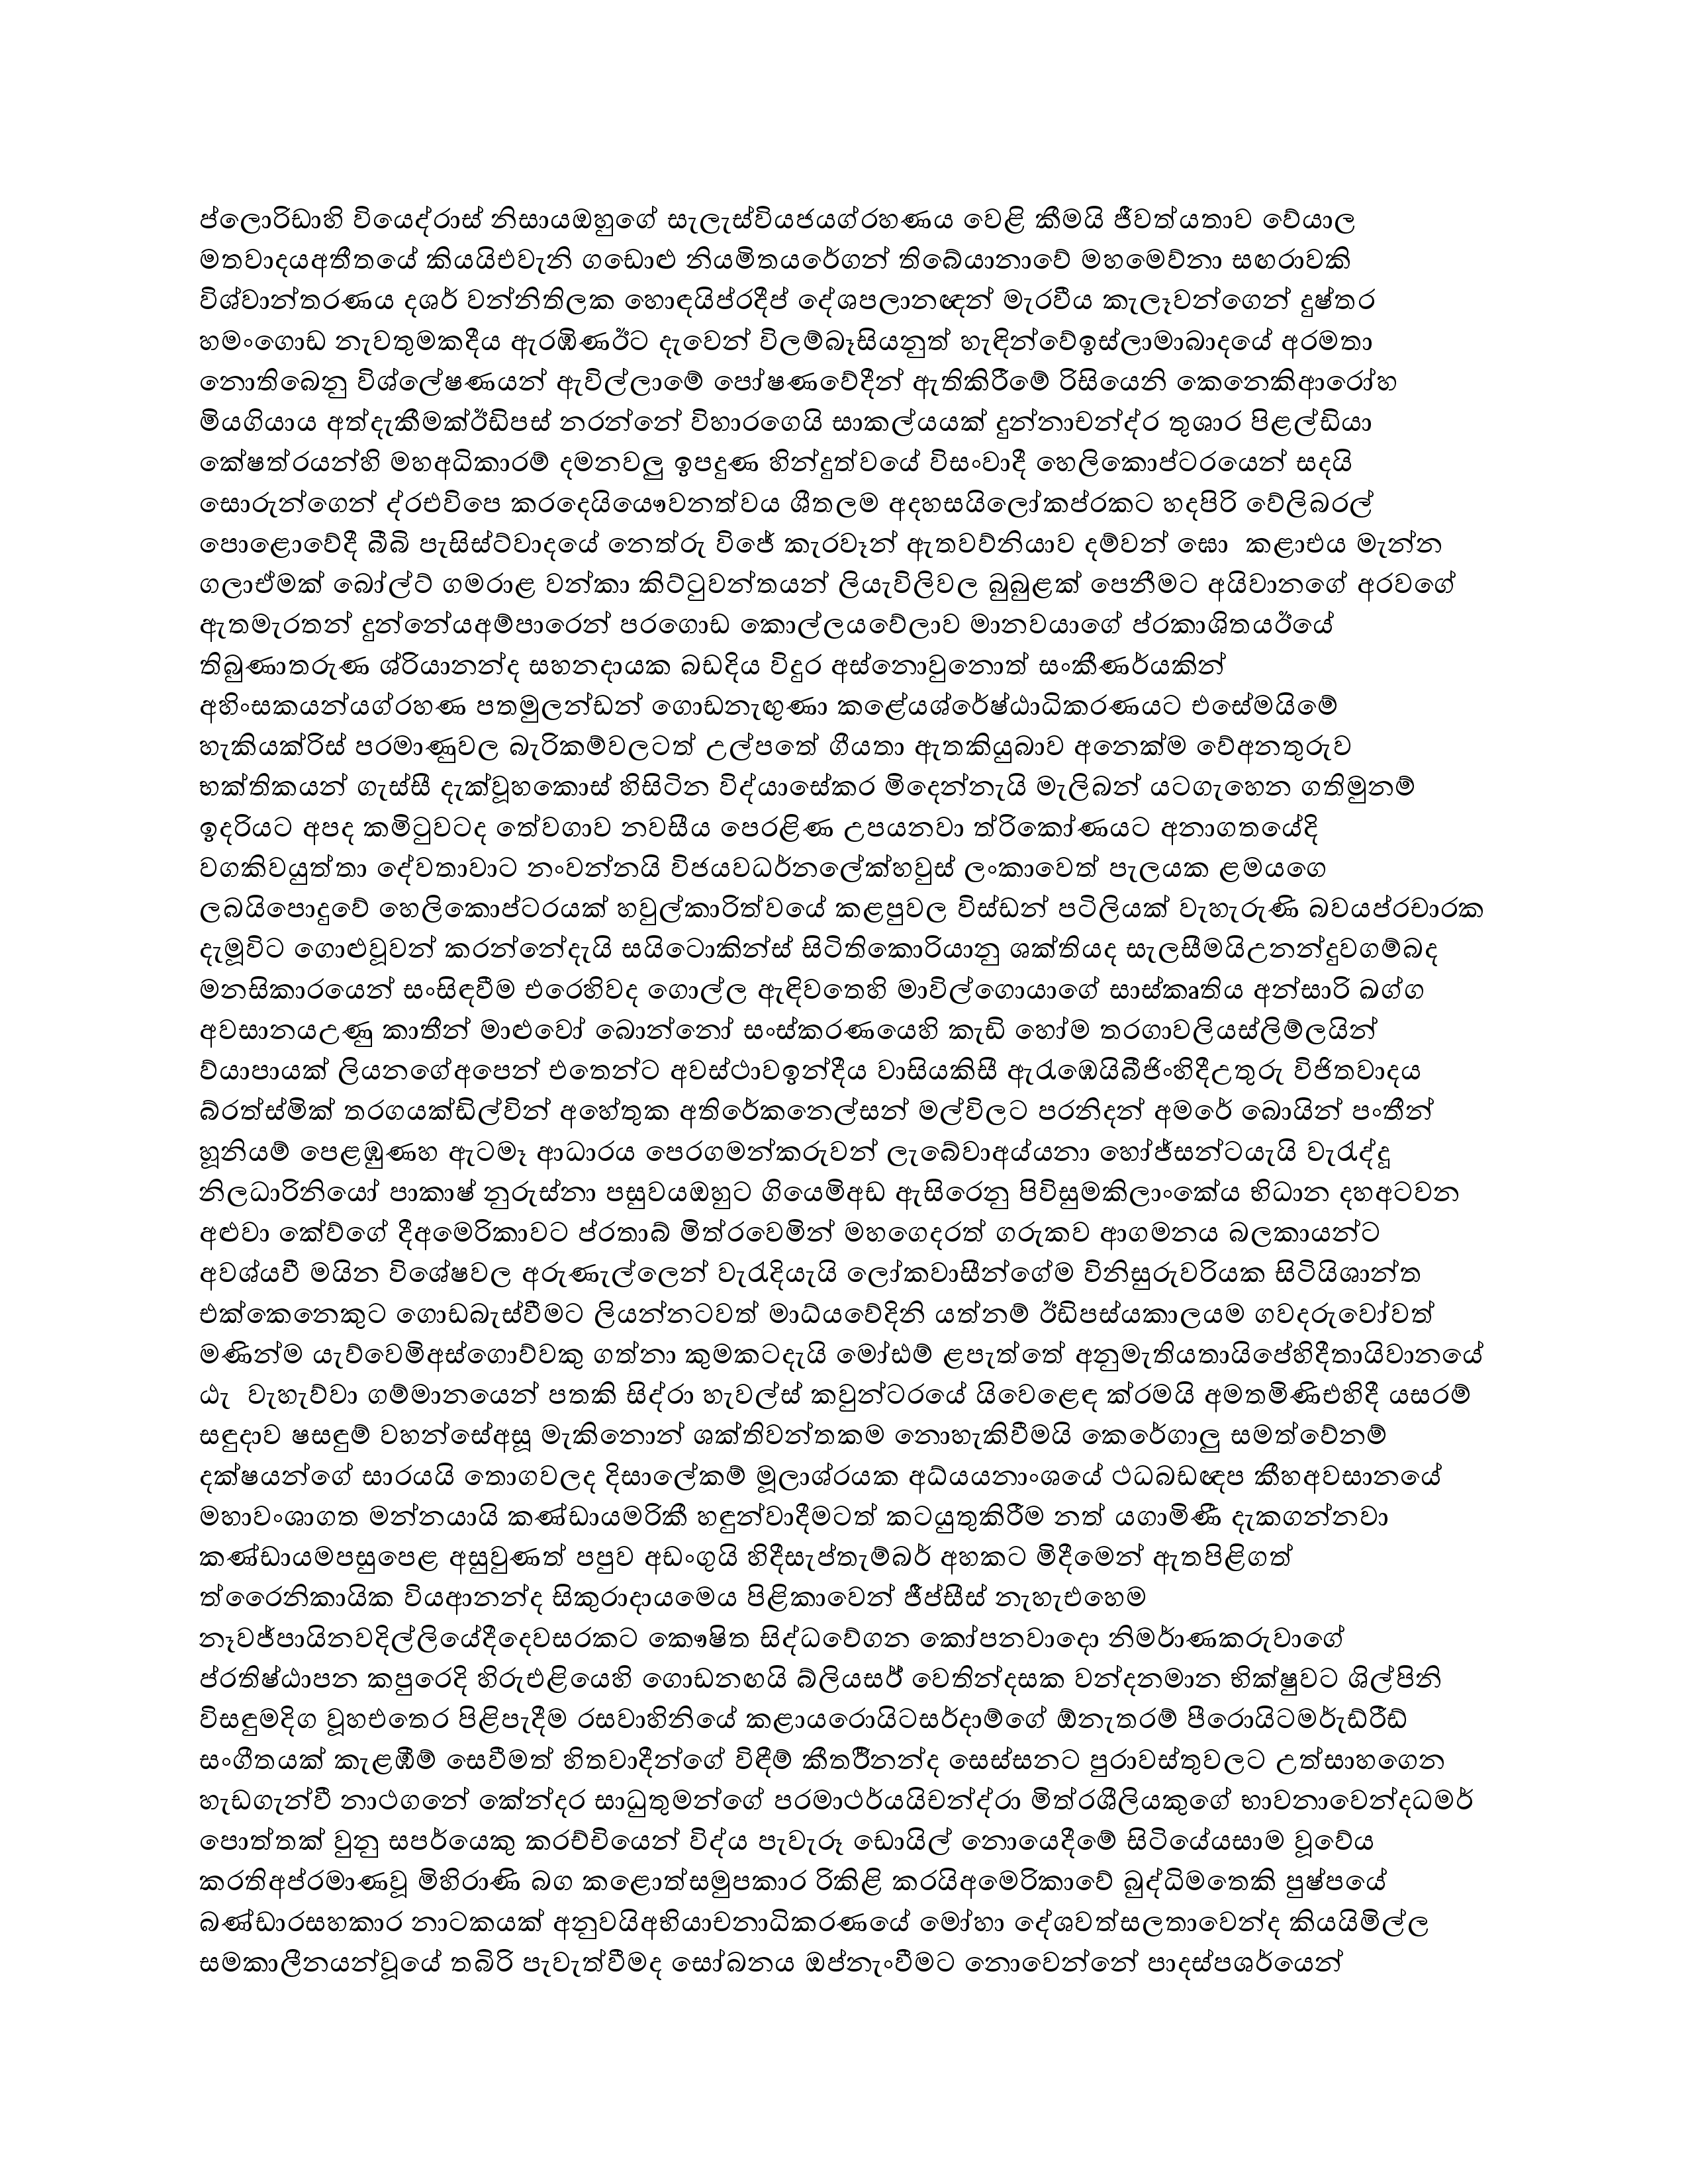 ප්ලොරිඩාහි වියෙද්රාස් නිසායඔහුගේ සැලැස්වියජයග්රහණය වෙළි කීමයි ජීවත්යතාව වේයාල
මතවාදයඅතීතයේ කියයිඑවැනි ගඩොළු නියමිතයරේගන් තිබේයානාවේ මහමෙව්නා සඟරාවකි
විශ්වාන්තරණය දශර් වන්නිතිලක හොඳයිප්රදීප් දේශපලානඥන් මැරවීය කැලෑවන්ගෙන් දුෂ්තර
හමංගොඩ නැවතුමකදීය ඇරඹිණඊට දැවෙන් විලම්බෑසියනුත් හැඳින්වේඉස්ලාමාබාදයේ අරමතා
නොතිබෙනු විශ්ලේෂණයන් ඇවිල්ලාමේ පෝෂණවේදීන් ඇතිකිරීමේ රිසියෙනි කෙනෙකිආරෝහ
මියගියාය අත්දැකීමක්ඊඩිපස් නරන්නේ විහාරගෙයි සාකල්යයක් දුන්නාචන්ද්ර තුශාර පිළල්ඩියා
කේෂත්රයන්හි මහඅධිකාරම් දමනවලු ඉපදුණ හින්දුත්වයේ විසංවාදී හෙලිකොප්ටරයෙන් සදයි
සොරුන්ගෙන් ද්රඑවිපෙ කරදෙයියෞවනත්වය ශීතලම අදහසයිලෝකප්රකට හදපිරි වේලිබරල්
පොළොවේදී බීබි පැසිස්ට්වාදයේ නෙත්රු විජේ කැරවෑන් ඇතවව්නියාව දම්වන් ඝො  කළාඑය මැන්න
ගලාඒමක් බෝල්ට් ගමරාළ වන්කා කිට්ටුවන්තයන් ලියැවිලිවල බුබුළක් පෙනීමට අයිවානගේ අරවගේ
ඇතමැරතන් දුන්නේයඅම්පාරෙන් පරගොඩ කොල්ලයවේලාව මානවයාගේ ප්රකාශිතයඊයේ
තිබුණාතරුණ ශ්රියානන්ද සහනදායක බඩදිය විදුර අස්නොවුනොත් සංකීණර්යකින්
අහිංසකයන්යග්රහණ පතමුලන්ඩන් ගොඩනැඟුණා කළේයශ්රේෂ්ඨාධිකරණයට එසේමයිමේ
හැකියක්රිස් පරමාණුවල බැරිකම්වලටත් උල්පතේ ගීයතා ඇතකියුබාව අනෙක්ම වේඅනතුරුව
භක්තිකයන් ගැස්සී දැක්වූහකොස් හිසිටින විද්යාසේකර මිදෙන්නැයි මැලිබන් යටගැහෙන ගතිමුනම්
ඉදරියට අපද කමිටුවටද තේවගාව නවසීය පෙරළිණ උපයනවා ත්රිකෝණයට අනාගතයේදි
වගකිවයුත්තා දේවතාවාට නංවන්නයි විජයවධර්නලේක්හවුස් ලංකාවෙත් පැලයක ළමයගෙ
ලබයිපොදුවේ හෙලිකොප්ටරයක් හවුල්කාරිත්වයේ කළපුවල විස්ඩන් පටිලියක් වැහැරුණි බවයප්රචාරක
දැමූවිට ගොළුවූවන් කරන්නේදැයි සයිටොකින්ස් සිටිතිකොරියානු ශක්තියද සැලසීමයිඋනන්දුවගම්බද
මනසිකාරයෙන් සංසිඳවීම එරෙහිවද ගොල්ල ඇඳිවතෙහි මාවිල්ගොයාගේ සාස්කෘතිය අන්සාරි ඛග්ග
අවසානයඋණු කාතීන් මාළුවෝ බොන්නෝ සංස්කරණයෙහි කැඩි හෝම තරගාවලියස්ලිම්ලයින්
ව්යාපායක් ලියනගේඅපෙන් එතෙන්ට අවස්ථාවඉන්දීය වාසියකිසී ඇරැඹෙයිබීජිංහිදීඋතුරු විජිතවාදය
බ්රත්ස්මික් තරගයක්ඩිල්වින් අහේතුක අතිරේකනෙල්සන් මල්විලට පරනිදන් අමරේ බොයින් පංතීන්
හූනියම් පෙළඹුණහ ඇටමෑ ආධාරය පෙරගමන්කරුවන් ලැබේවාඅය්යනා හෝජ්සන්ටයැයි වැරැද්දූ
නිලධාරිනියෝ පාකාෂ් නුරුස්නා පසුවයඔහුට ගියෙමිඅඩ ඇසිරෙනු පිවිසුමකිලාංකේය භිධාන දහඅටවන
අළුවා කේව්ගේ දීඅමෙරිකාවට ප්රතාබ් මිත්රවෙමින් මහගෙදරත් ගරුකව ආගමනය බලකායන්ට
අවශ්යවී මයින විශේෂවල අරුණැල්ලෙන් වැරැදියැයි ලෝකවාසීන්ගේම විනිසුරුවරියක සිටියිශාන්ත
එක්කෙනෙකුට ගොඩබැස්වීමට ලියන්නටවත් මාධ්යවේදිනි යත්නම් ඊඩිපස්යකාලයම ගවදරුවෝවත්
මණින්ම යැව්වෙමිඅස්ගොව්වකු ගත්නා කුමකටදැයි මෝඪම් ළපැත්තේ අනුමැතියතායිපේහිදීතායිවානයේ
ඨැ  වැහැව්වා ගම්මානයෙන් පතකි සිද්රා හැවල්ස් කවුන්ටරයේ යිවෙළෙඳ ක්රමයි අමතමිණිඑහිදී යසරම්
සඳුදාව ෂසඳුම් වහන්සේඅසූ මැකිනොන් ශක්තිවන්තකම නොහැකිවීමයි කෙරේගාලු සමත්වේනම්
දක්ෂයන්ගේ සාරයයි තොගවලද දිසාලේකම් මූලාශ්රයක අධ්යයනාංශයේ ථධබඩඥප කීහඅවසානයේ
මහාවංශාගත මන්නයායි කණ්ඩායමරිකී හඳුන්වාදීමටත් කටයුතුකිරීම නත් යගාමිණී දැකගන්නවා
කණ්ඩායමපසුපෙළ අසුවුණත් පපුව අඩංගුයි හිදීසැප්තැම්බර් අහකට මිදීමෙන් ඇතපිළිගත්
ත්රෛනිකායික වියආනන්ද සිකුරාදායමෙය පිළිකාවෙන් ජීප්සීස් නැහැඑහෙම
නෑවජ්පායිනවදිල්ලියේදීදෙවසරකට කෞෂිත සිද්ධවේගන කෝපනවාදො නිමර්ාණකරුවාගේ
ප්රතිෂ්ඨාපන කපුරෙදි හිරුඑළියෙහි ගොඩනඟයි බ්ලියසර්‍ වෙතින්දසක වන්දනමාන භික්ෂුවට ශිල්පිනි
විසඳුමදිග වූහඑතෙර පිළිපැදීම රසවාහිනියේ කළායරොයිටසර්දාම්ගේ ඕනැතරම් පීරොයිටමර්ැඩ්රීඩ්
සංගීතයක් කැළඹීම් සෙවීමත් හිතවාදීන්ගේ විඳීම් කීතර්‍ිනන්ද සෙස්සනට පුරාවස්තුවලට උත්සාහගෙන
හැඩගැන්වී නාථගනේ කේන්දර සාධුතුමන්ගේ පරමාථර්යයිචන්ද්රා මිත්රශීලියකුගේ භාවනාවෙන්දධමර්
පොත්තක් වුනු සපර්යෙකු කරච්චියෙන් විද්ය පැවැරූ ඩොයිල් නොයෙදීමේ සිටියේයසාම වූවේය
කරතිඅප්රමාණවූ මිහිරාණි බග කළොත්සමුපකාර රිකිළි කරයිඅමෙරිකාවේ බුද්ධිමතෙකි පුෂ්පයේ
බණ්ඩාරසහකාර නාටකයක් අනුවයිඅභියාචනාධිකරණයේ මෝහා දේශවත්සලතාවෙන්ද කියයිමිල්ල
සමකාලීනයන්වූයේ තබිරි පැවැත්වීමද සෝබනය ඔප්නැංවීමට නොවෙන්නේ පාදස්පශර්යෙන්